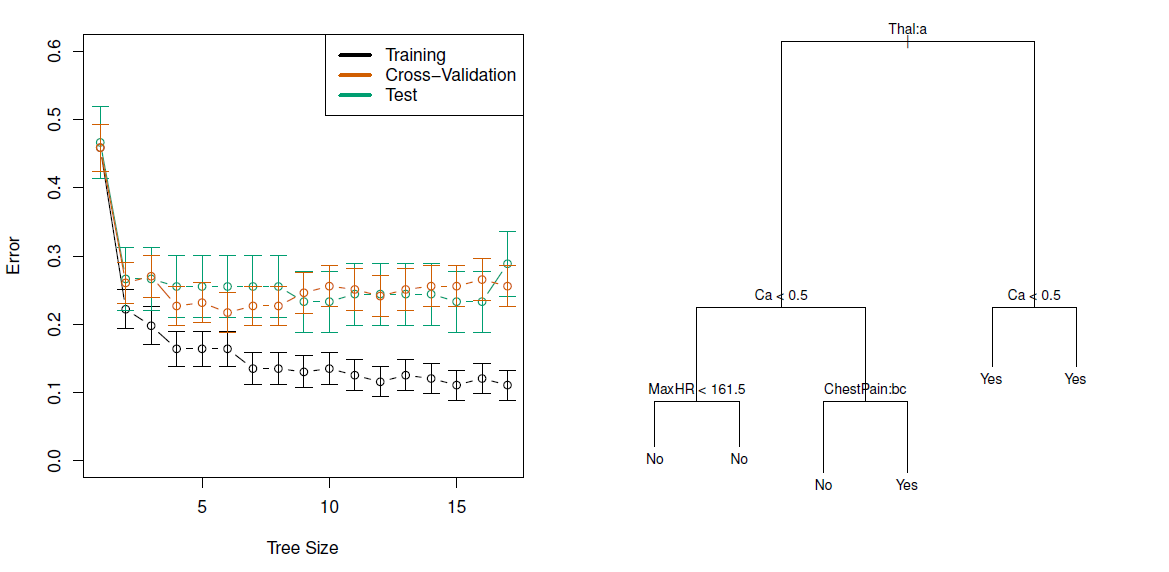 Training
Cross−Validation
Test
0.6
0.5
0.4
0.3
0.2
0.1
0.0
Error
5
10
15
Tree Size
Thal:a
Ca < 0.5
Ca < 0.5
MaxHR < 161.5
ChestPain:bc
Yes
Yes
No
No
No
Yes